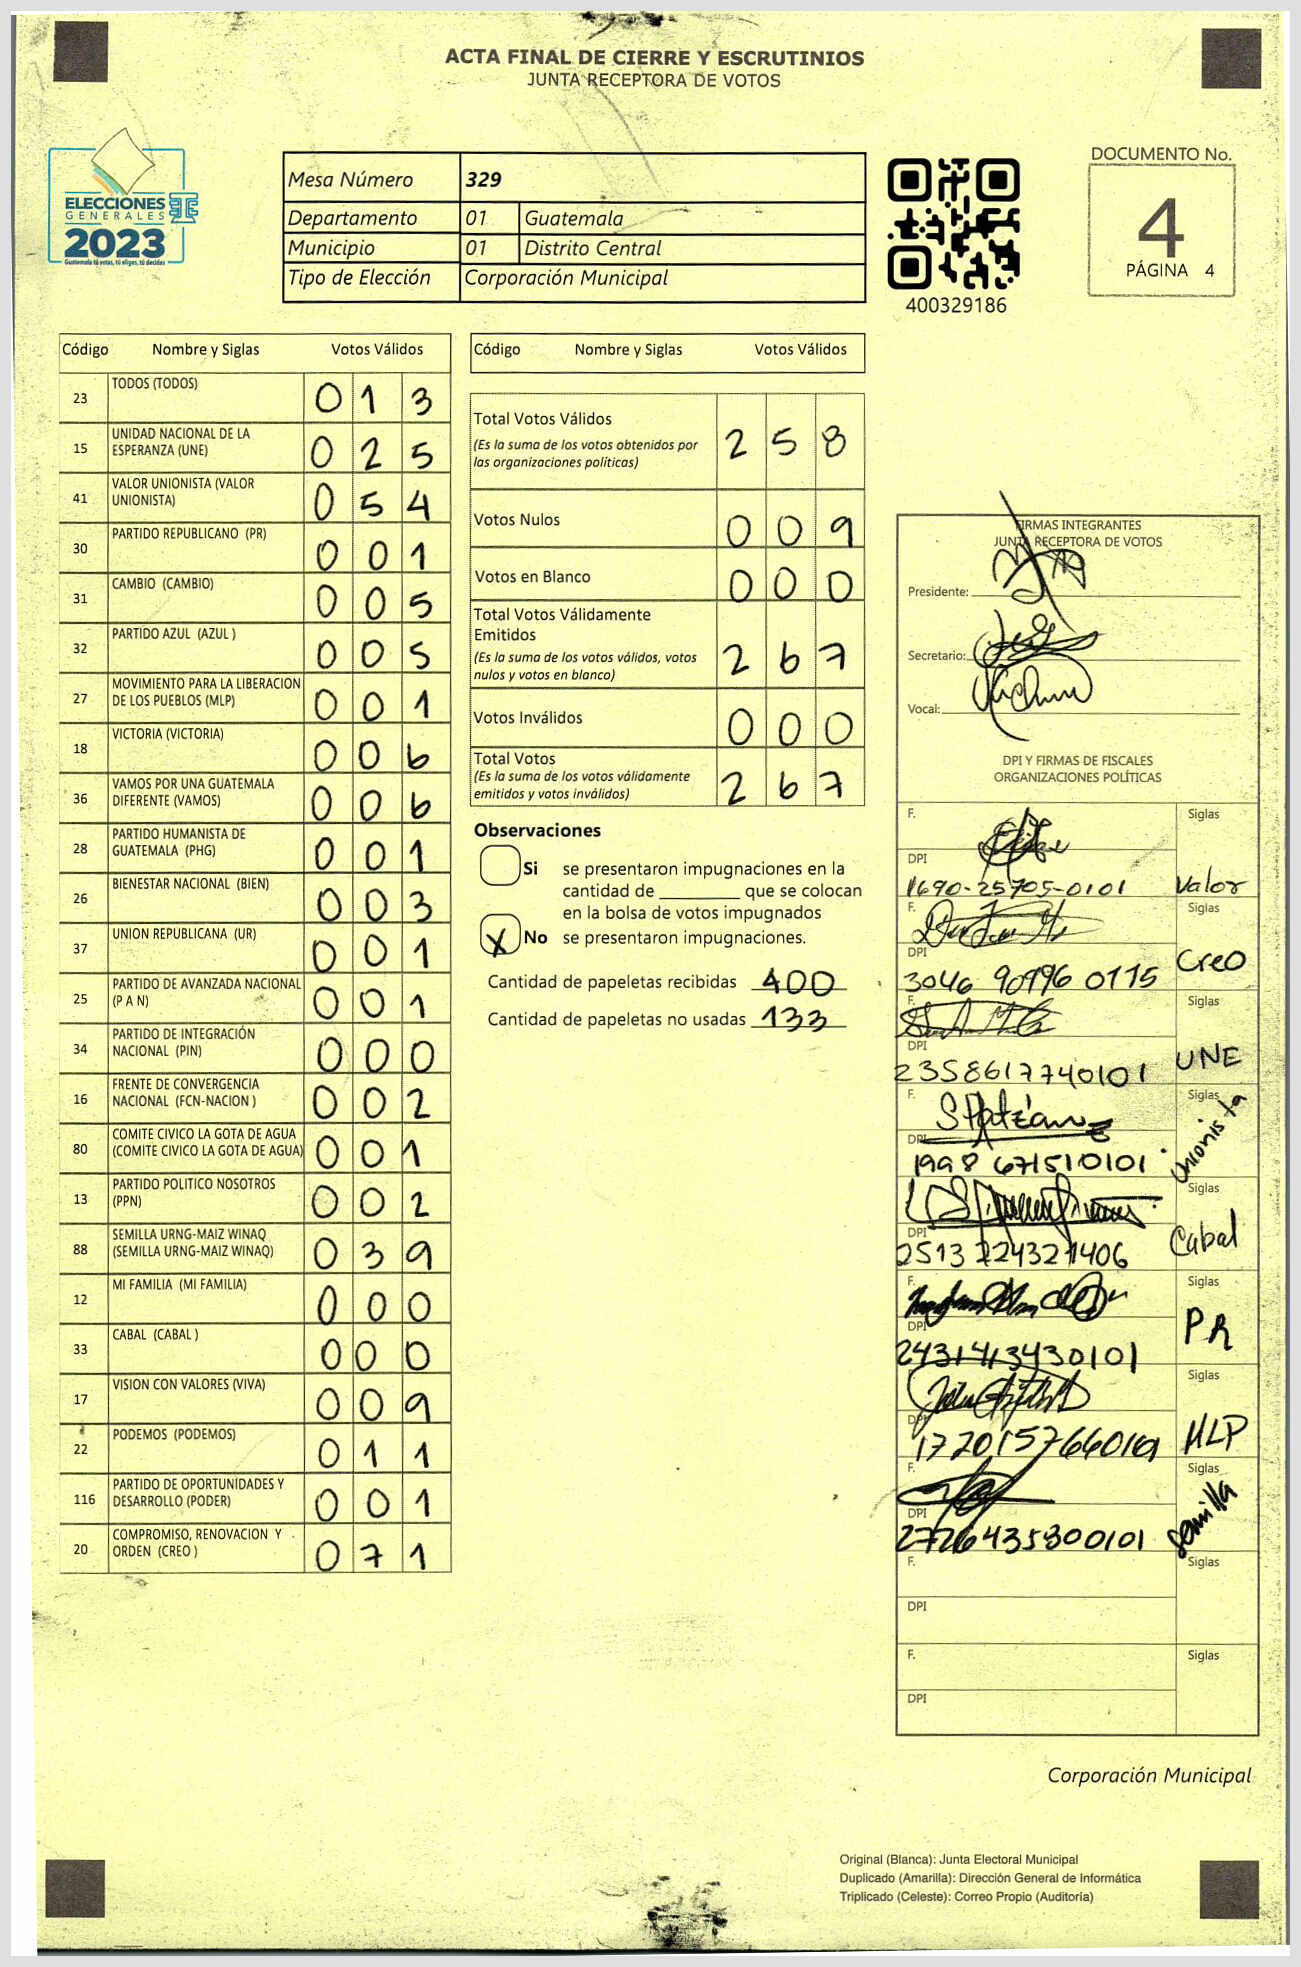 ACTA FINAL DE CIERRE Y ESCRUTINIOS
JUNTA RECEPTORA DE VOTOS
ELECCIONES
GENERALES
2023
Guatemala tú votas, tú eliges, tú decides
Mesa Número 329
Departamento 01 Guatemala
Municipio 01 Distrito Central
Tipo de Elección Corporación Municipal
400329186
DOCUMENTO No.
4
PÁGINA 4
Código Nombre y Siglas Votos Válidos
23 TODOS (TODOS) 0 1 3
15 UNIDAD NACIONAL DE LA ESPERANZA (UNE) 0 2 5
41 VALOR UNIONISTA (VALOR UNIONISTA) 0 5 4
30 PARTIDO REPUBLICANO (PR) 0 0 1
31 CAMBIO (CAMBIO) 0 0 5
32 PARTIDO AZUL (AZUL ) 0 0 5
27 MOVIMIENTO PARA LA LIBERACION DE LOS PUEBLOS (MLP) 0 0 1
18 VICTORIA (VICTORIA) 0 0 6
36 VAMOS POR UNA GUATEMALA DIFERENTE (VAMOS) 0 0 6
28 PARTIDO HUMANISTA DE GUATEMALA (PHG) 0 0 1
26 BIENESTAR NACIONAL (BIEN) 0 0 3
37 UNION REPUBLICANA (UR) 0 0 1
25 PARTIDO DE AVANZADA NACIONAL (P A N) 0 0 1
34 PARTIDO DE INTEGRACIÓN NACIONAL (PIN) 0 0 0
16 FRENTE DE CONVERGENCIA NACIONAL (FCN-NACION ) 0 0 2
80 COMITE CIVICO LA GOTA DE AGUA (COMITE CIVICO LA GOTA DE AGUA) 0 0 1
13 PARTIDO POLITICO NOSOTROS (PPN) 0 0 2
88 SEMILLA URNG-MAIZ WINAQ (SEMILLA URNG-MAIZ WINAQ) 0 3 9
12 MI FAMILIA (MI FAMILIA) 0 0 0
33 CABAL (CABAL ) 0 0 0
17 VISION CON VALORES (VIVA) 0 0 9
22 PODEMOS (PODEMOS) 0 1 1
116 PARTIDO DE OPORTUNIDADES Y DESARROLLO (PODER) 0 0 1
20 COMPROMISO, RENOVACION Y ORDEN (CREO ) 0 7 1
Código Nombre y Siglas Votos Válidos
Total Votos Válidos 2 5 8
(Es la suma de los votos obtenidos por
las organizaciones políticas)
Votos Nulos 0 0 9
Votos en Blanco 0 0 0
Total Votos Válidamente
Emitidos 2 6 7
(Es la suma de los votos válidos, votos
nulos y votos en blanco)
Votos Inválidos 0 0 0
Total Votos 2 6 7
(Es la suma de los votos válidamente
emitidos y votos inválidos)
Observaciones
Si se presentaron impugnaciones en la
cantidad de ________ que se colocan
en la bolsa de votos impugnados
X No se presentaron impugnaciones.
Cantidad de papeletas recibidas 400
Cantidad de papeletas no usadas 133
FIRMAS INTEGRANTES
JUNTA RECEPTORA DE VOTOS
Presidente:
Secretario:
Vocal:
DPI Y FIRMAS DE FISCALES
ORGANIZACIONES POLÍTICAS
F. Siglas
DPI
1690-25705-0101 Valor
F. Siglas
DPI
3046 90996 0115 Creo
F. Siglas
DPI
2358617740101 UNE
F. Siglas
DPI
1998 671510101 Unionista
F. Siglas
DPI
Cabal
F. Siglas
DPI
2431413430101 PR
F. Siglas
DPI
MLP
F. Siglas
DPI
2726435300101 Semilla
F. Siglas
DPI
F. Siglas
DPI
Corporación Municipal
Original (Blanca): Junta Electoral Municipal
Duplicado (Amarilla): Dirección General de Informática
Triplicado (Celeste): Correo Propio (Auditoría)